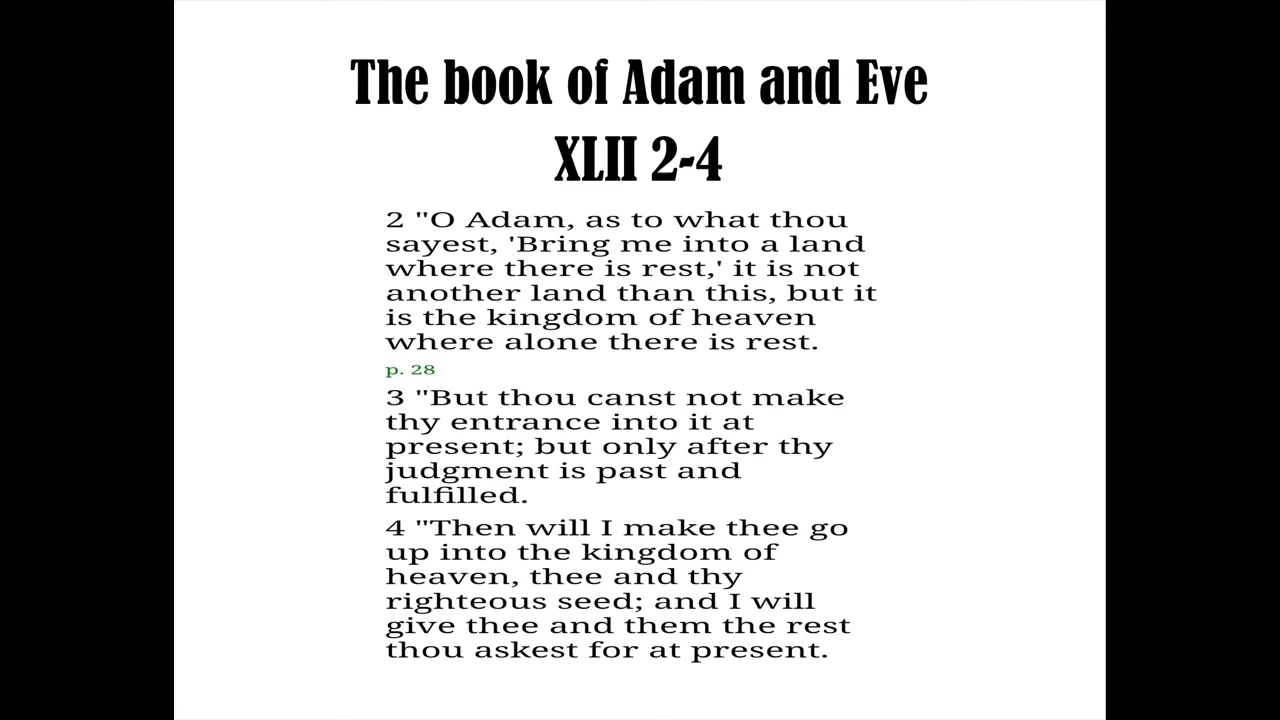 The book of Adam and Eve
XLII 2-4
2 "O Adam, as to what thou
sayest, 'Bring me into a land
where there is rest,' it is not
another land than this, but it
is the kingdom of heaven
where alone there is rest.
p. 28
3 "But thou canst not make
thy entrance into it at
present; but only after thy
judgment is past and
fulfilled.
4 "Then will I make thee go
up into the kingdom of
heaven, thee and thy
righteous seed; and I will
give thee and them the rest
thou askest for at present.